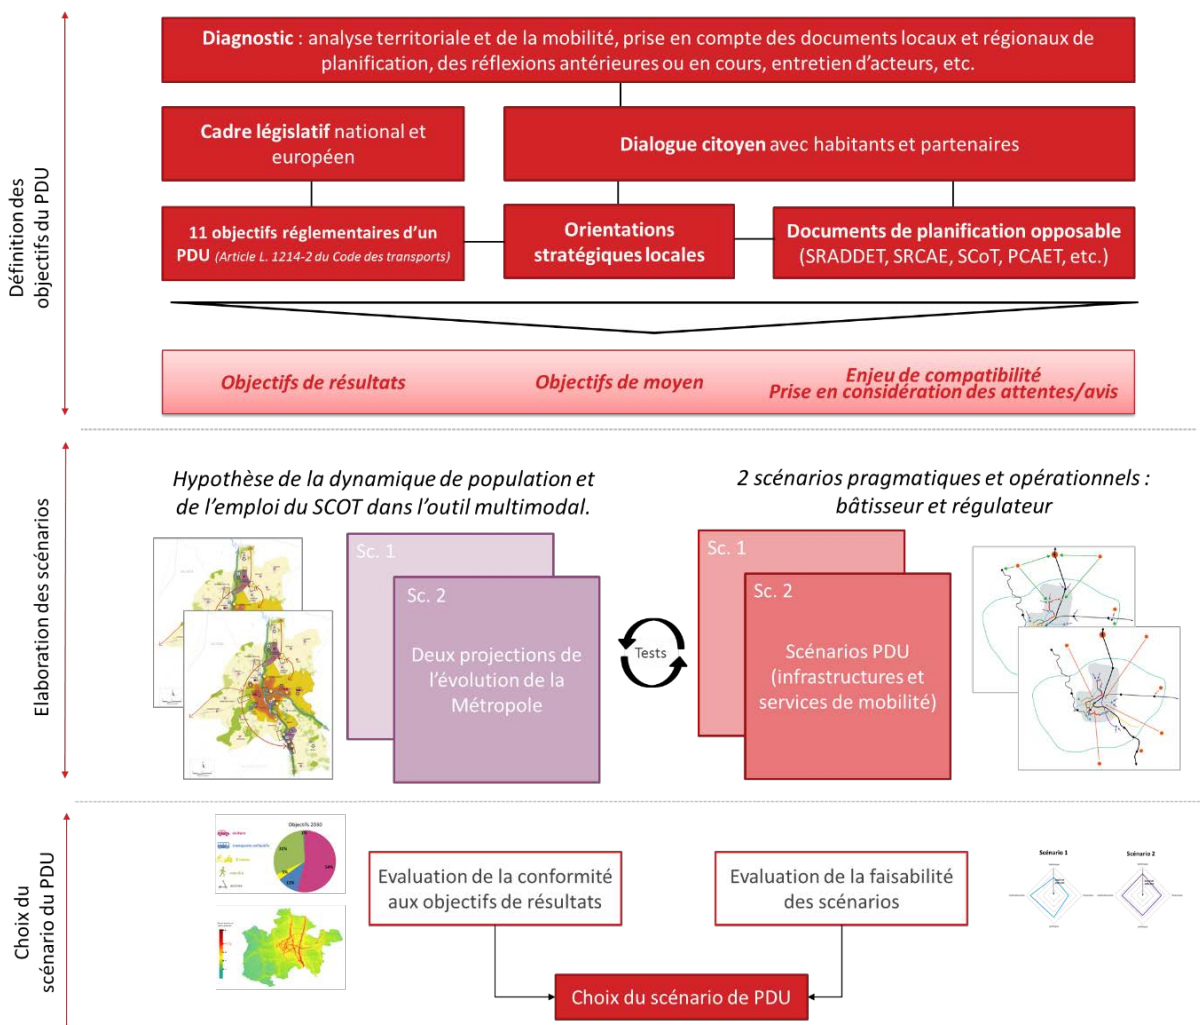 Définition des
objectifs du PDU
Diagnostic : analyse territoriale et de la mobilité, prise en compte des documents locaux et régionaux de
planification, des réflexions antérieures ou en cours, entretien d’acteurs, etc.
Cadre législatif national et
européen
Dialogue citoyen avec habitants et partenaires
11 objectifs réglementaires d’un
PDU (Article L. 1214-2 du Code des transports)
Orientations
stratégiques locales
Documents de planification opposable
(SRADDET, SRCAE, SCoT, PCAET, etc.)
Objectifs de résultats
Objectifs de moyen
Enjeu de compatibilité
Prise en considération des attentes/avis
Elaboration des scénarios
Hypothèse de la dynamique de population et
de l’emploi du SCOT dans l’outil multimodal.
2 scénarios pragmatiques et opérationnels :
bâtisseur et régulateur
Sc. 1
Sc. 2
Deux projections de
l’évolution de la
Métropole
Tests
Sc. 1
Sc. 2
Scénarios PDU
(infrastructures et
services de mobilité)
Choix du
scénario du PDU
Objectifs 2030
54%
Evaluation de la conformité
aux objectifs de résultats
Evaluation de la faisabilité
des scénarios
Scénario 1
Scénario 2
Choix du scénario de PDU